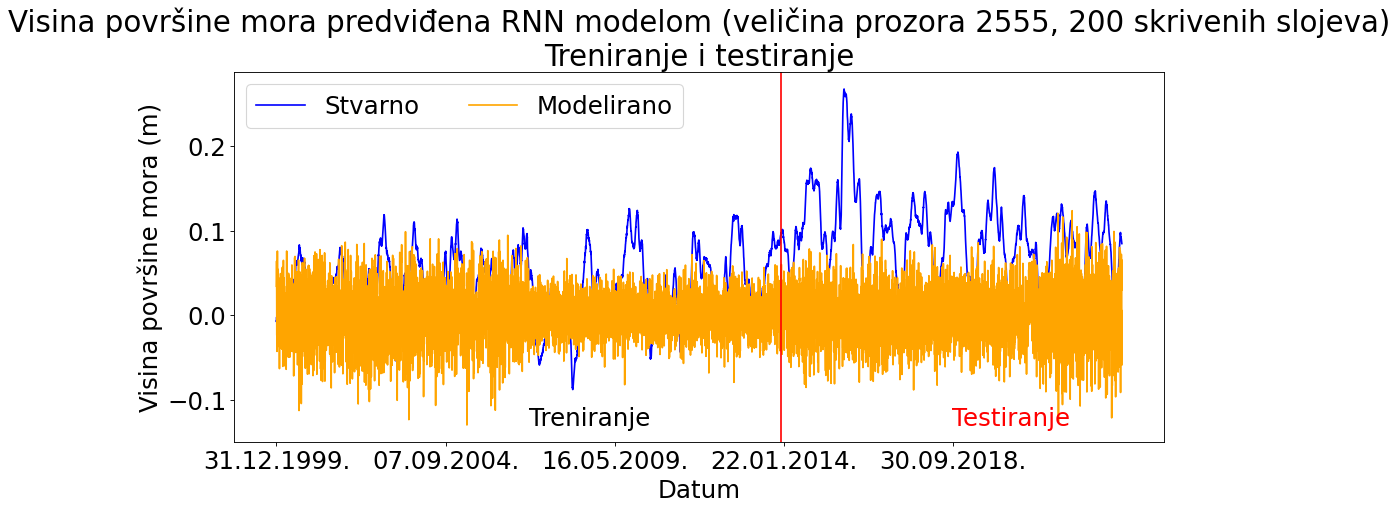 Visina površine mora predviđena RNN modelom (veličina prozora 2555, 200 skrivenih slojeva)
Treniranje i testiranje
Stvarno
Modelirano
Visina površine mora (m)
0.2
0.1
0.0
−0.1
Treniranje
Testiranje
31.12.1999.
07.09.2004.
16.05.2009.
22.01.2014.
30.09.2018.
Datum